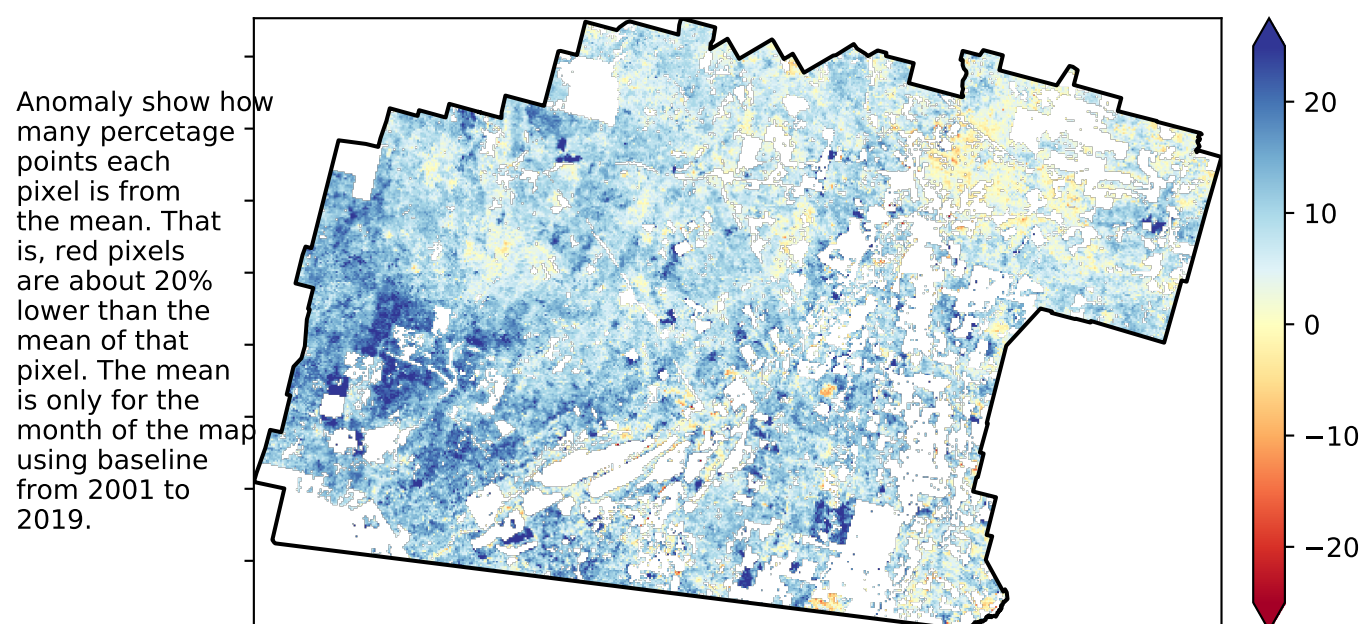 Anomaly show how
many percetage
points each
pixel is from
the mean. That
is, red pixels
are about 20%
lower than the
mean of that
pixel. The mean
is only for the
month of the map
using baseline
from 2001 to
2019.
20
10
0
−10
−20